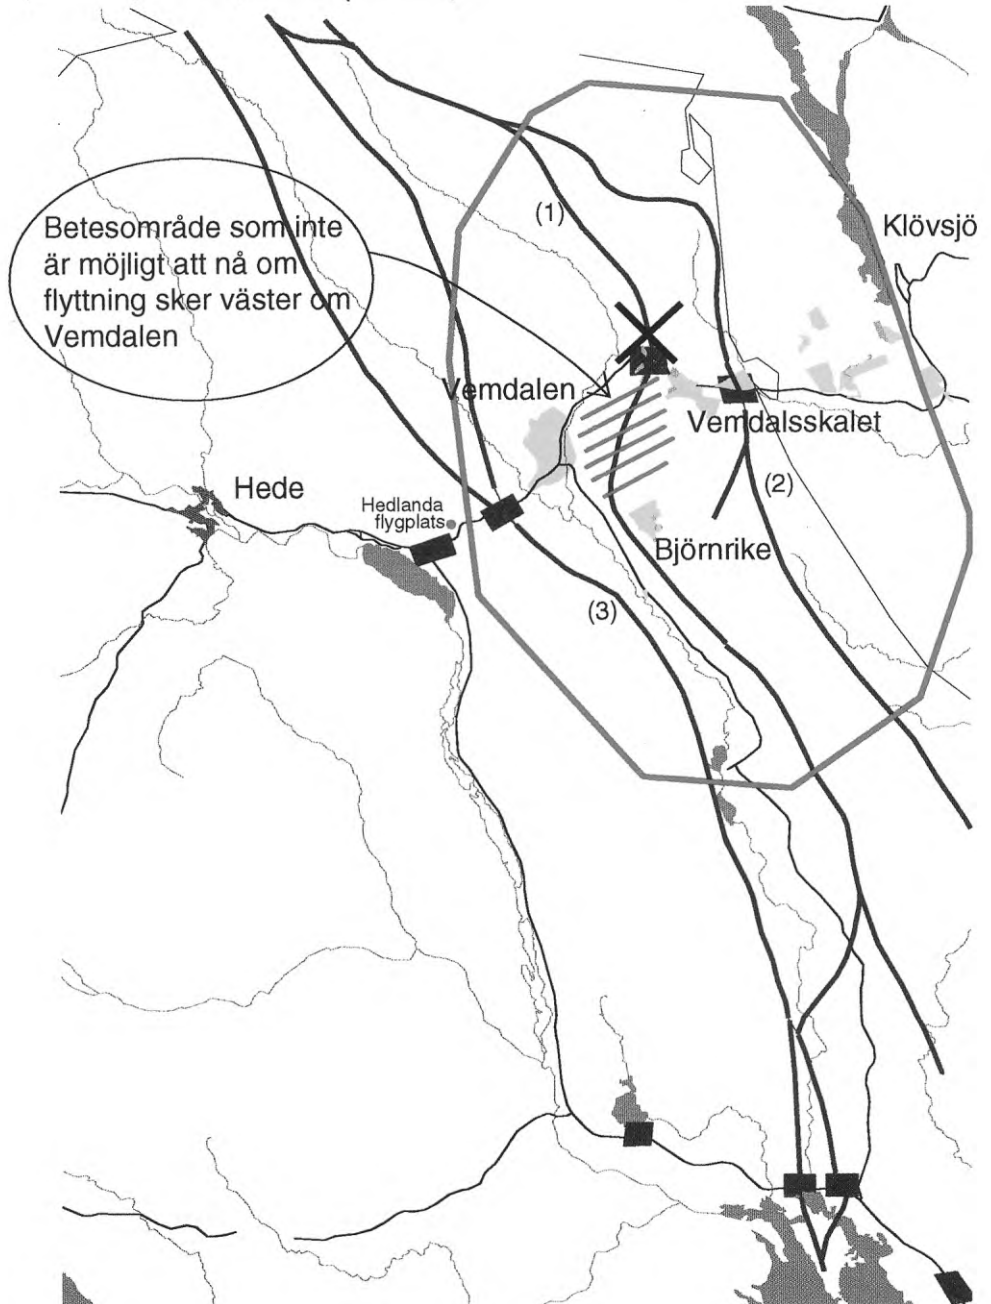 (1)
Betesområde som inte
är möjligt att nå om
flyttning sker väster om
Vemdalen
Klövsjö
Vemdalen
Vemdalsskalet
Hede
Hedlanda
flygplats
(2)
Björnrike
(3)